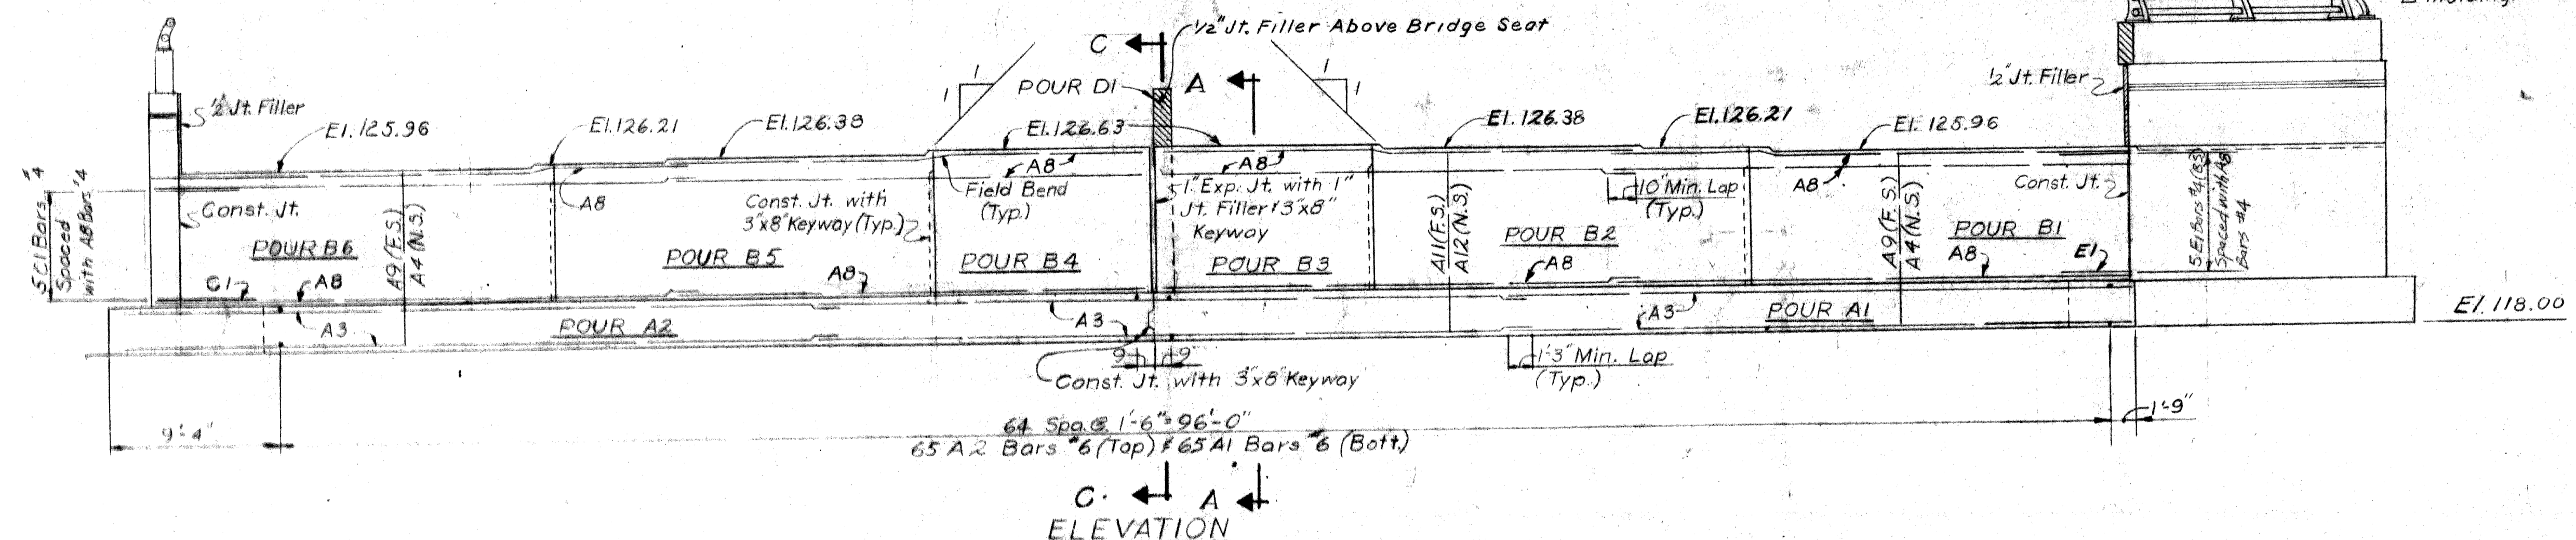 1/2" Jt. Filler Above Bridge Seat
C
POUR D1
A
1
1
1
1
1/2" Jt. Filler
1/2" Jt. Filler
El. 125.96
El. 126.21
El. 126.38
El. 126.63
El. 126.38
El. 126.21
El. 125.96
A8
A8
A8
A8
Field Bend
(Typ.)
1" Exp. Jt. with 1"
Jt. Filler & 3"x8"
Keyway
10" Min. Lap
(Typ.)
Const. Jt.
Const. Jt.
Const. Jt. with
3"x8" Keyway (Typ.)
5 C1 Bars #4
Spaced
with A8 Bars #4
A9 (F.S.)
A4 (N.S.)
A11 (F.S.)
A12 (N.S.)
A9 (F.S.)
A4 (N.S.)
5 E1 Bars #4
Spaced with A8
Bars #4
POUR B6
POUR B5
POUR B4
POUR B3
POUR B2
POUR B1
C1
A8
A8
A8
A8
E1
A3
POUR A2
A3
A3
POUR A1
El. 118.00
9"
9"
Const. Jt. with 3"x8" Keyway
1'-3" Min. Lap
(Typ.)
9'-4"
64 Spa. @ 1'-6" = 96'-0"
65 A2 Bars #6 (Top) & 65 A1 Bars #6 (Bott.)
1'-9"
C
A
ELEVATION